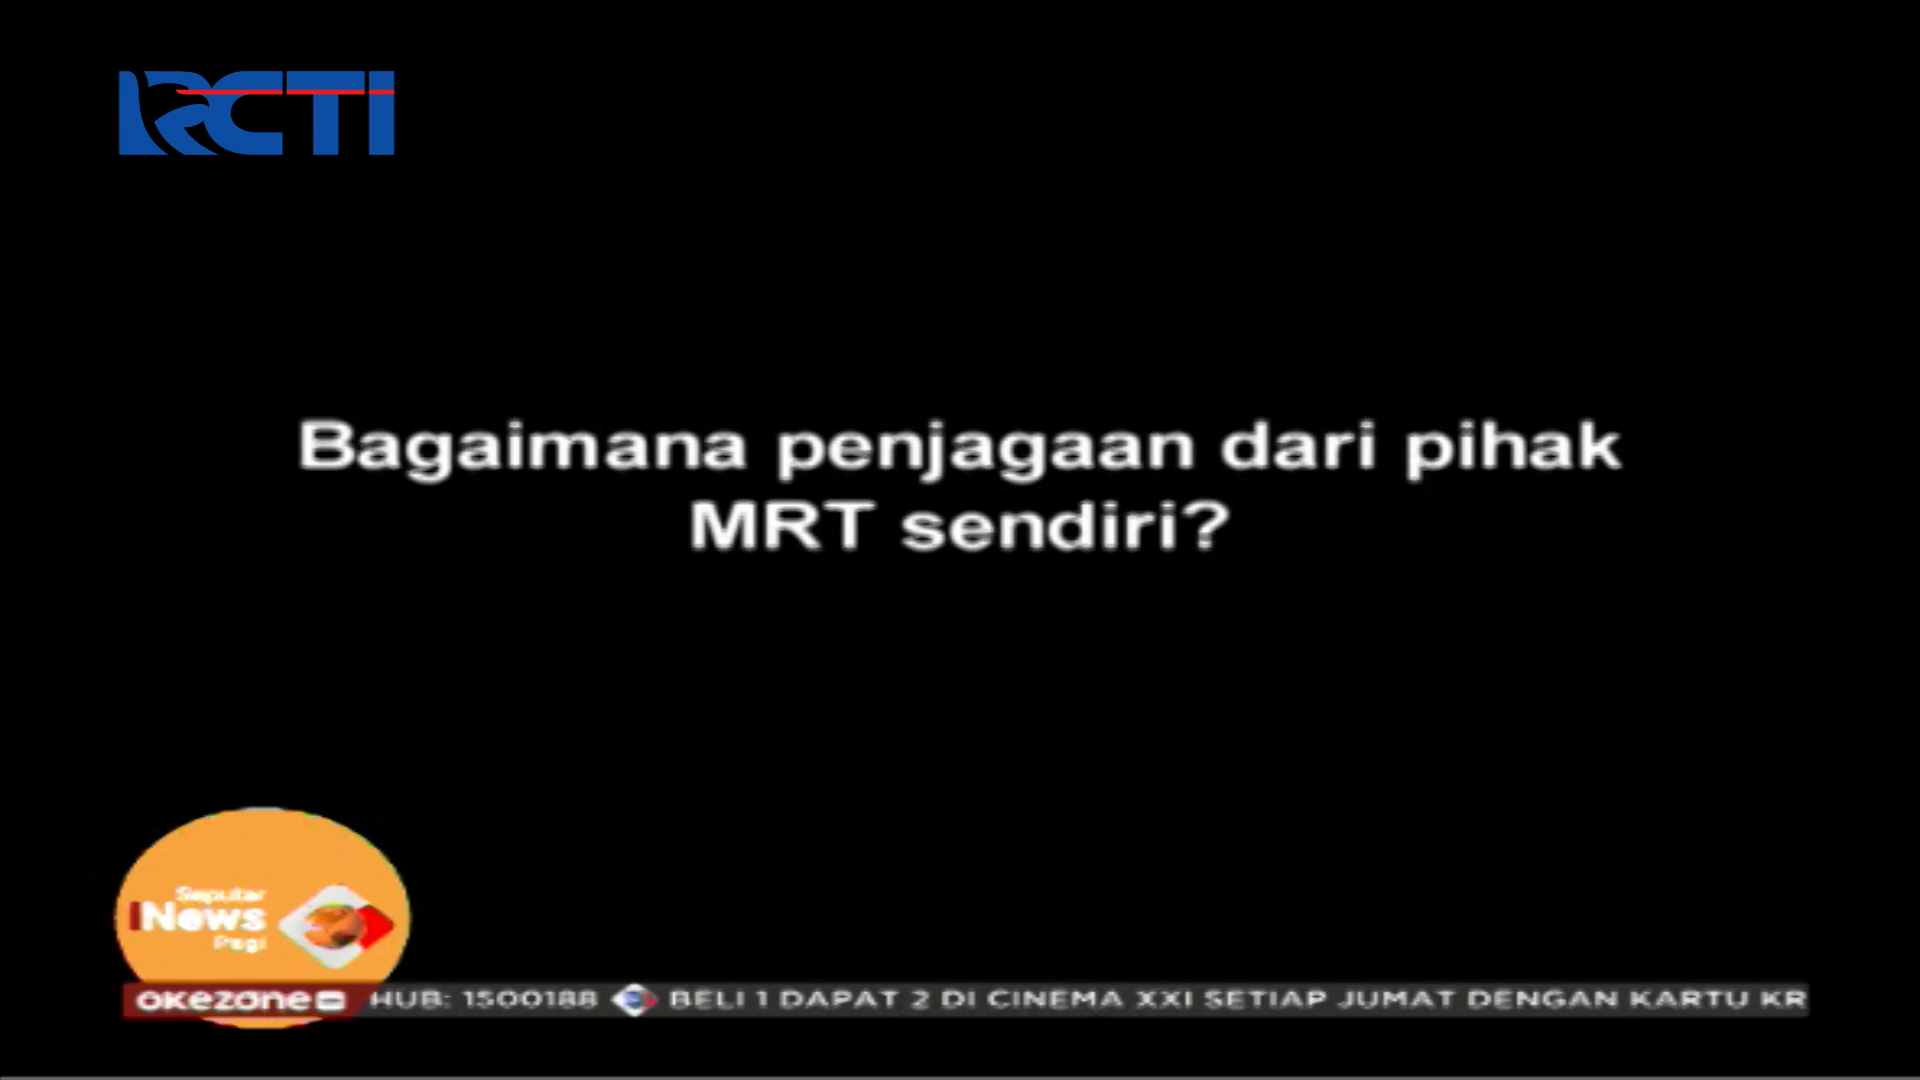 RCTI
Bagaimana penjagaan dari pihak
MRT sendiri?
Seputar
iNews
Pagi
okezone HUB: 1500188 BELI 1 DAPAT 2 DI CINEMA XXI SETIAP JUMAT DENGAN KARTU KR